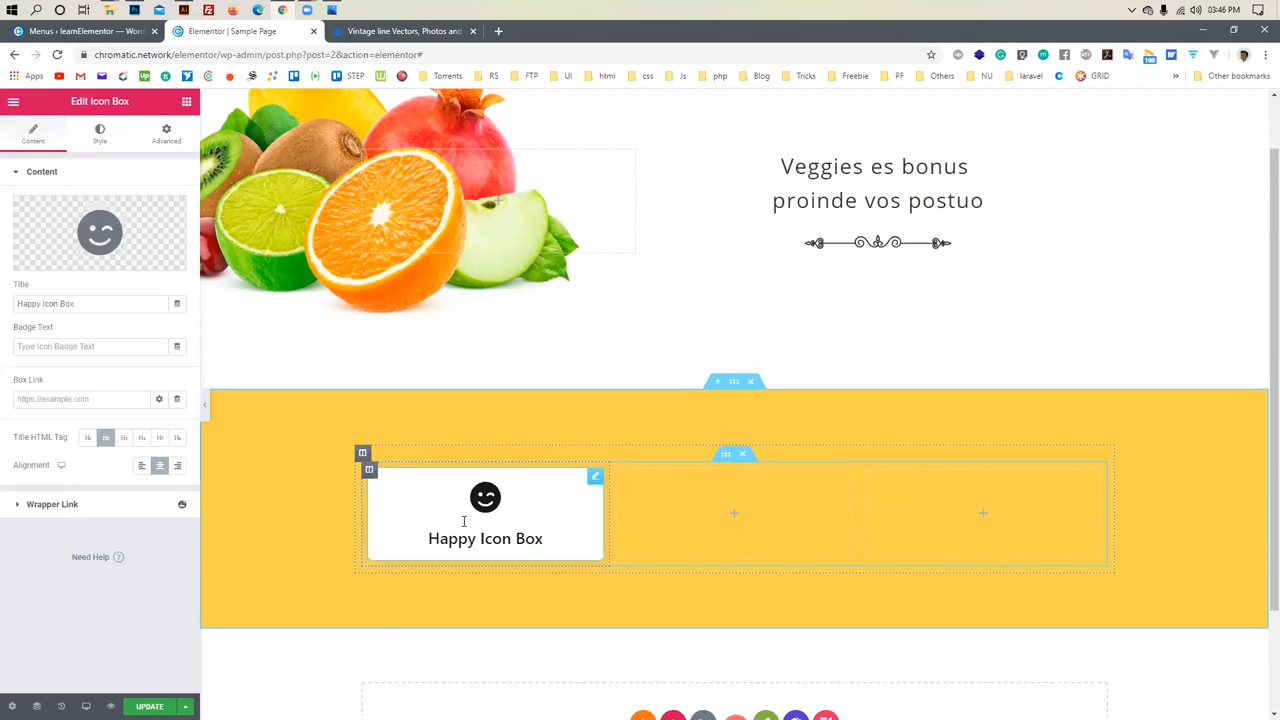 03:46 PM
Menus ‹ learnElementor — Word
Elementor | Sample Page
Vintage line Vectors, Photos and
chromatic.network/elementor/wp-admin/post.php?post=2&action=elementor#
Apps
STEP
Torrents
RS
FTP
UI
html
css
Js
php
Blog
Tricks
Freebie
PF
Others
NU
laravel
GRID
Other bookmarks
Edit Icon Box
Content
Style
Advanced
Content
Title
Happy Icon Box
Badge Text
Type Icon Badge Text
Box Link
https://example.com
Title HTML Tag
Alignment
Wrapper Link
Need Help
UPDATE
Veggies es bonus
proinde vos postuo
Happy Icon Box